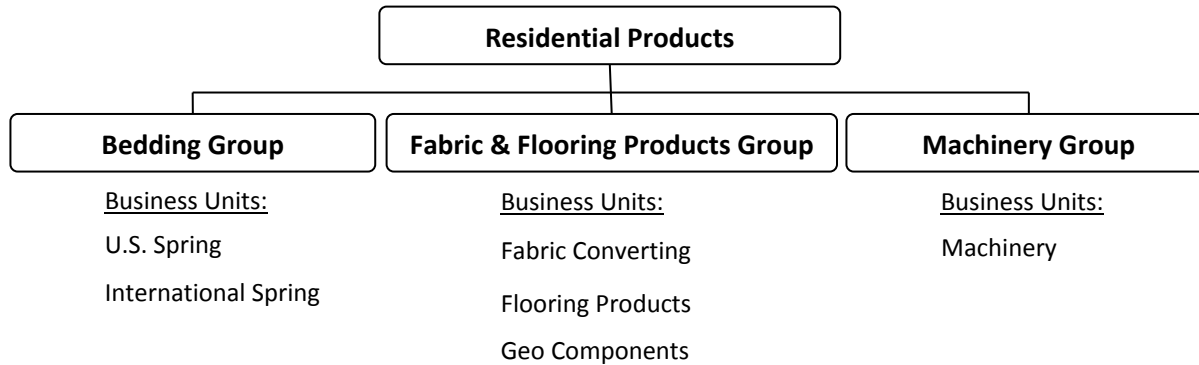 Residential Products
Bedding Group
Business Units:
U.S. Spring
International Spring
Fabric & Flooring Products Group
Business Units:
Fabric Converting
Flooring Products
Geo Components
Machinery Group
Business Units:
Machinery